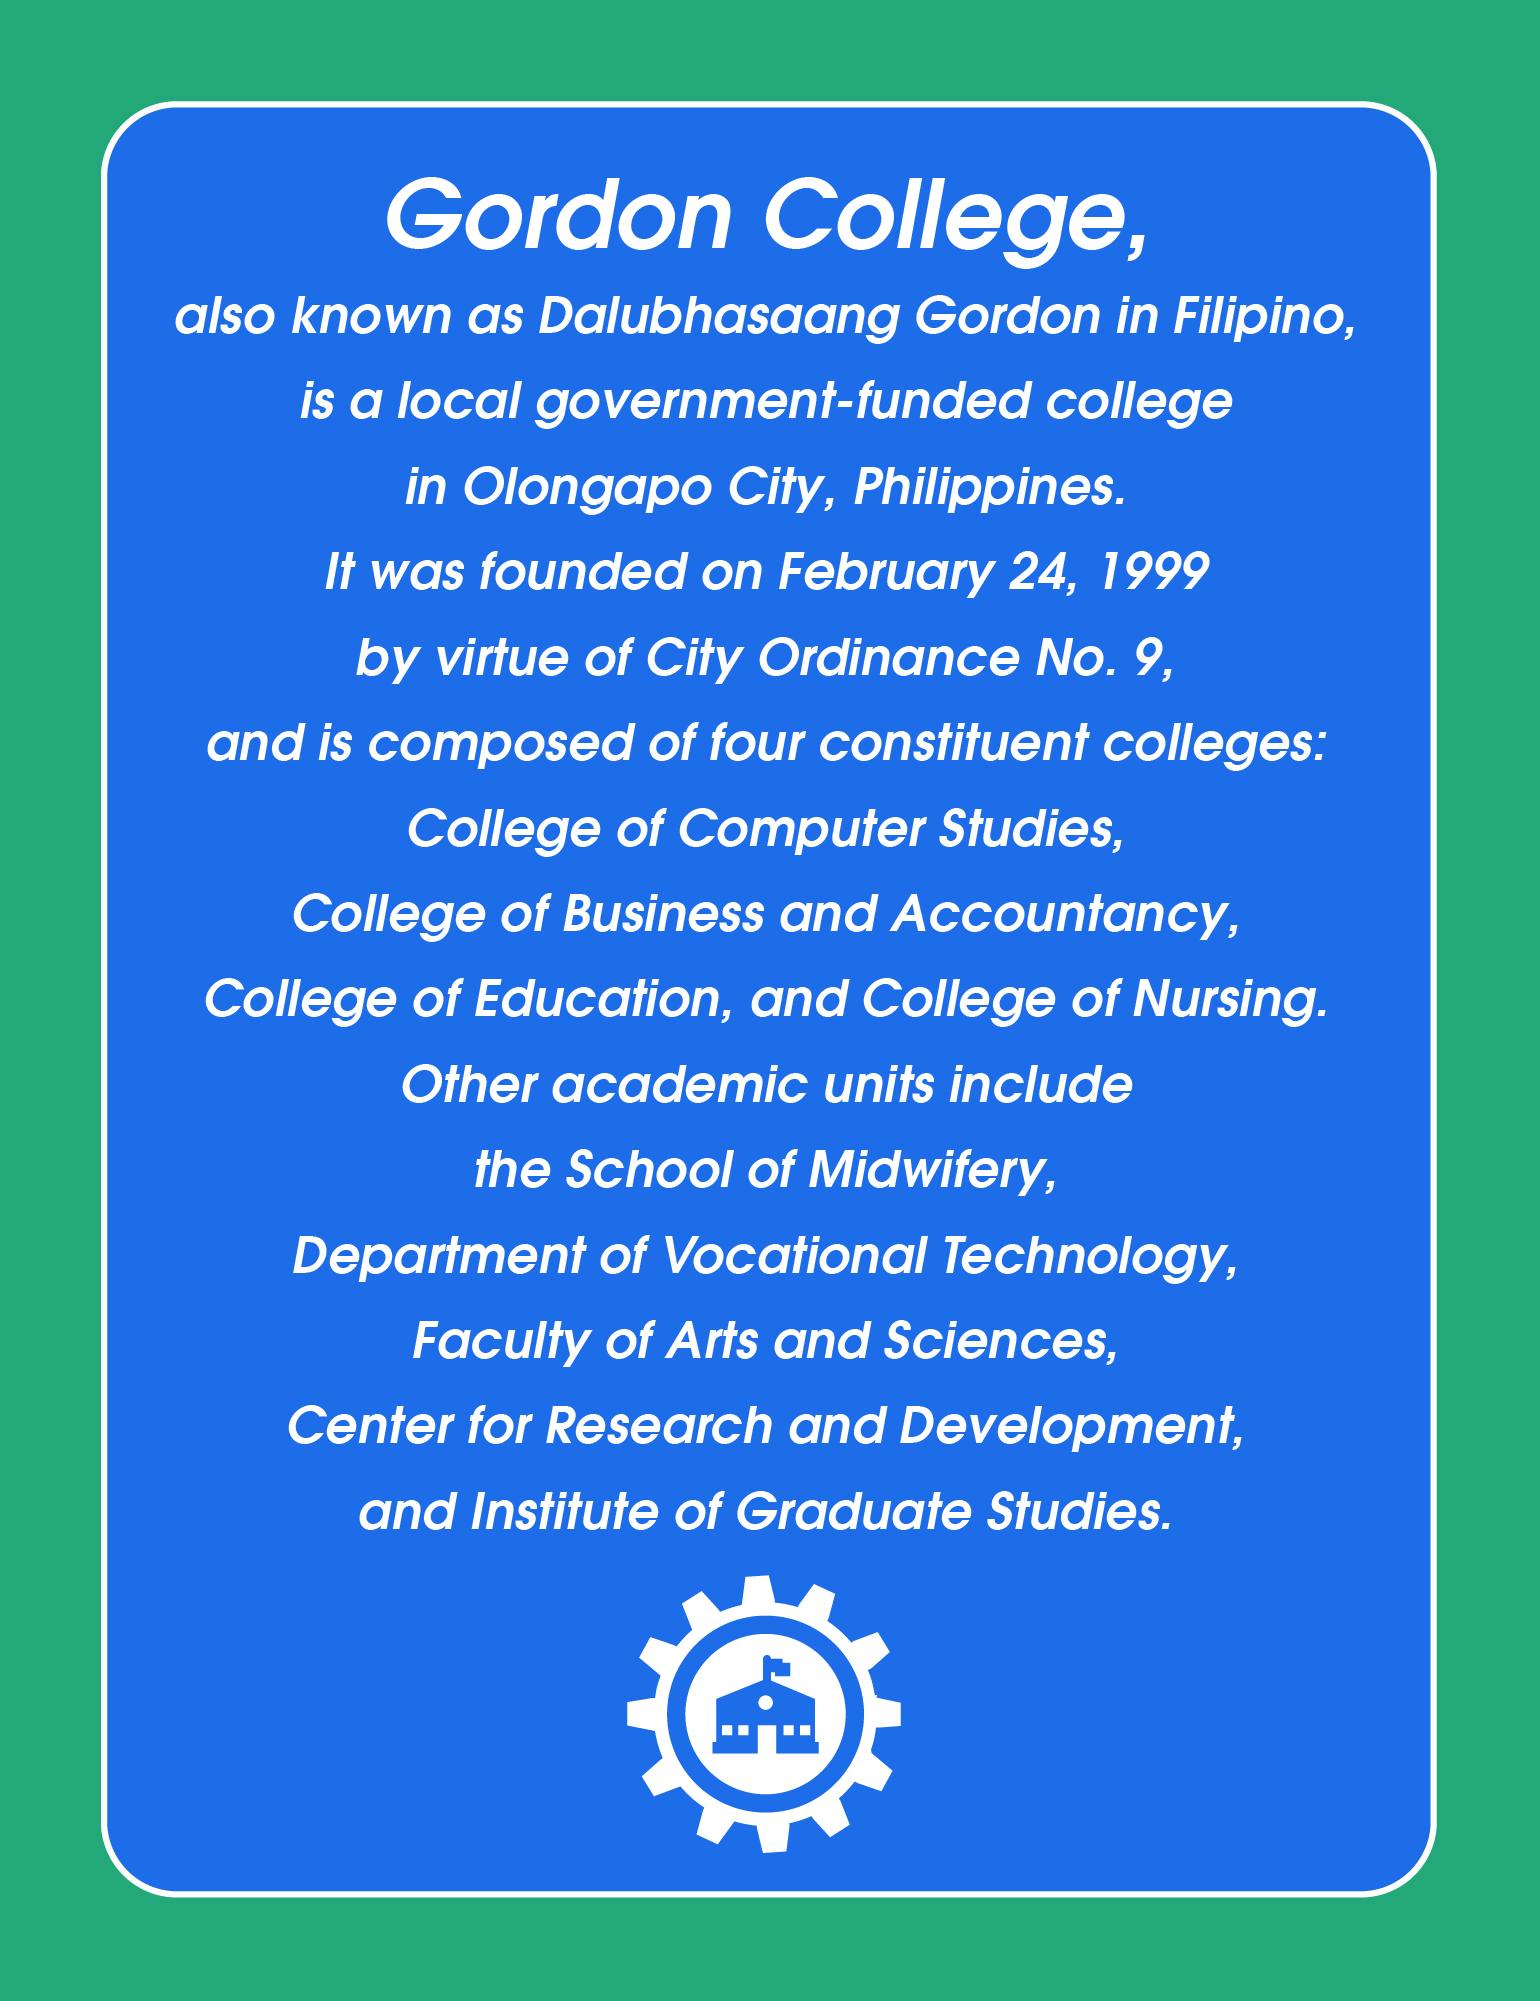 Gordon College,
also known as Dalubhasaang Gordon in Filipino,
is a local government-funded college
in Olongapo City, Philippines.
It was founded on February 24, 1999
by virtue of City Ordinance No. 9,
and is composed of four constituent colleges:
College of Computer Studies,
College of Business and Accountancy,
College of Education, and College of Nursing.
Other academic units include
the School of Midwifery,
Department of Vocational Technology,
Faculty of Arts and Sciences,
Center for Research and Development,
and Institute of Graduate Studies.